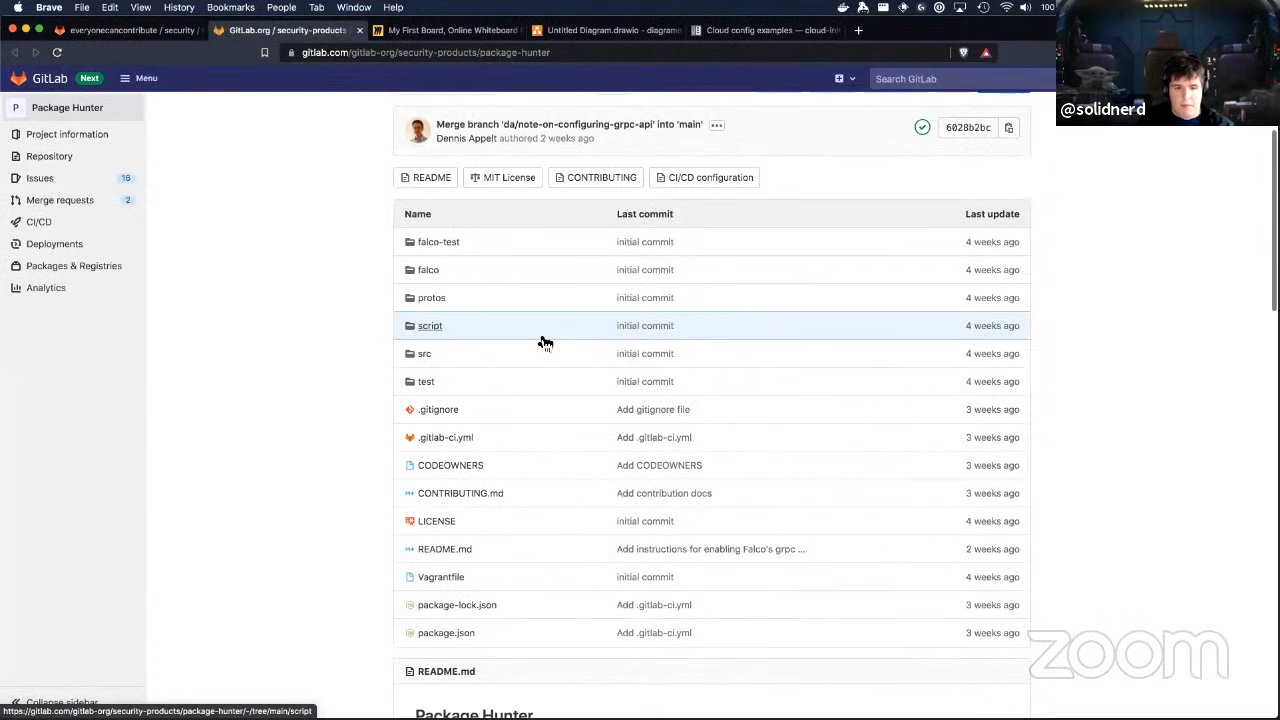 Brave File Edit View History Bookmarks People Tab Window Help 100
everyonecancontribute / security /
GitLab.org / security-products
My First Board, Online Whiteboard
Untitled Diagram.drawio - diagrams
Cloud config examples — cloud-in
gitlab.com/gitlab-org/security-products/package-hunter
GitLab Next Menu
Search GitLab
@solidnerd
P Package Hunter
Project information
Repository
Issues 16
Merge requests 2
CI/CD
Deployments
Packages & Registries
Analytics
Collapse sidebar
Merge branch 'da/note-on-configuring-grpc-api' into 'main'
Dennis Appelt authored 2 weeks ago
6028b2bc
README MIT License CONTRIBUTING CI/CD configuration
Name Last commit Last update
falco-test initial commit 4 weeks ago
falco initial commit 4 weeks ago
protos initial commit 4 weeks ago
script initial commit 4 weeks ago
src initial commit 4 weeks ago
test initial commit 4 weeks ago
.gitignore Add gitignore file 3 weeks ago
.gitlab-ci.yml Add .gitlab-ci.yml 3 weeks ago
CODEOWNERS Add CODEOWNERS 3 weeks ago
CONTRIBUTING.md Add contribution docs 3 weeks ago
LICENSE initial commit 4 weeks ago
README.md Add instructions for enabling Falco's grpc ... 2 weeks ago
Vagrantfile initial commit 4 weeks ago
package-lock.json Add .gitlab-ci.yml 3 weeks ago
package.json Add .gitlab-ci.yml 3 weeks ago
README.md
Package Hunter
zoom
https://gitlab.com/gitlab-org/security-products/package-hunter/-/tree/main/script